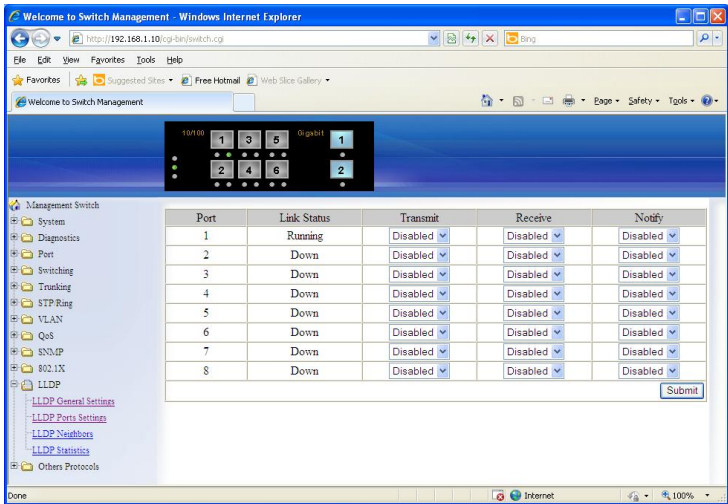 Welcome to Switch Management - Windows Internet Explorer
http://192.168.1.10/cgi-bin/switch.cgi
Bing
File Edit View Favorites Tools Help
Favorites Suggested Sites Free Hotmail Web Slice Gallery
Welcome to Switch Management
Page Safety Tools
10/100 1 3 5 Gigabit 1
2 4 6 2
Management Switch
System
Diagnostics
Port
Switching
Trunking
STP/Ring
VLAN
QoS
SNMP
802.1X
LLDP
LLDP General Settings
LLDP Ports Settings
LLDP Neighbors
LLDP Statistics
Others Protocols
Port Link Status Transmit Receive Notify
1 Running Disabled Disabled Disabled
2 Down Disabled Disabled Disabled
3 Down Disabled Disabled Disabled
4 Down Disabled Disabled Disabled
5 Down Disabled Disabled Disabled
6 Down Disabled Disabled Disabled
7 Down Disabled Disabled Disabled
8 Down Disabled Disabled Disabled
Submit
Done Internet 100%